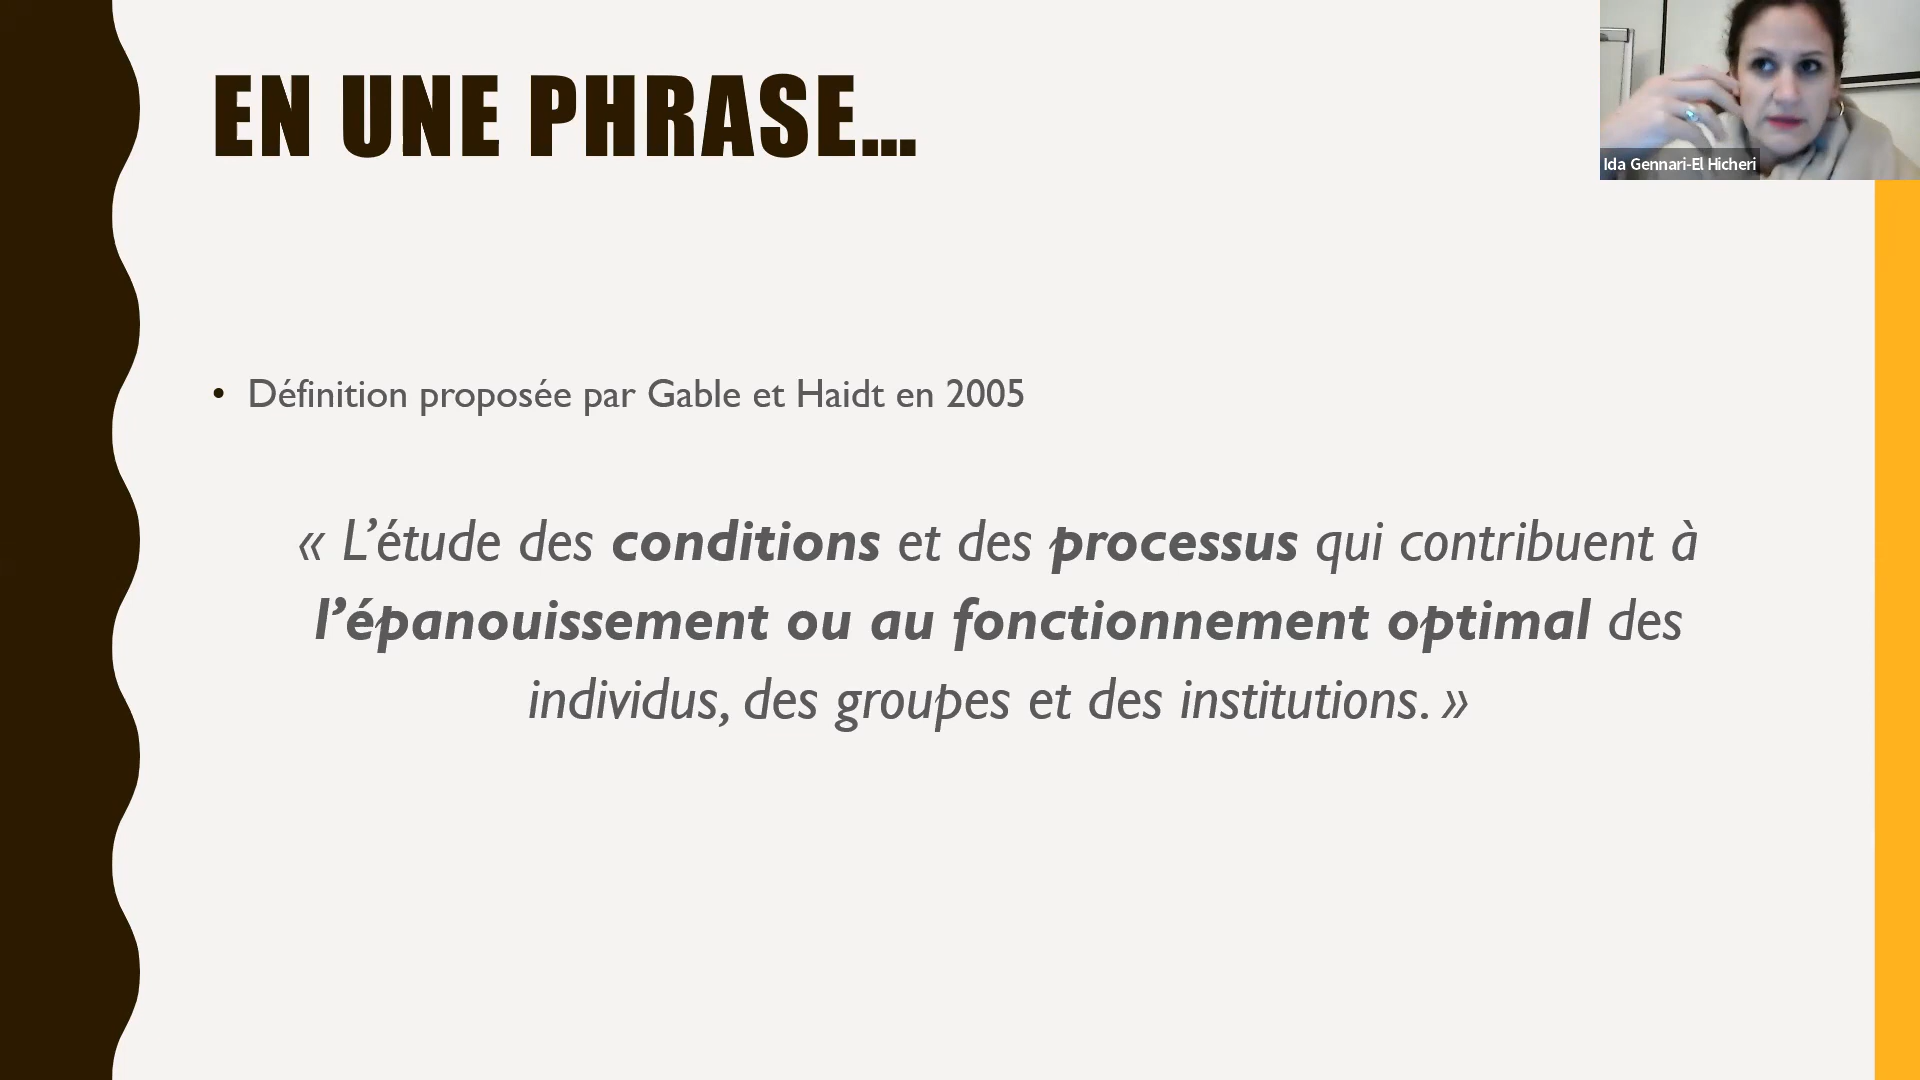 EN UNE PHRASE...
Ida Gennari-El Hicheri
• Définition proposée par Gable et Haidt en 2005
« L’étude des conditions et des processus qui contribuent à
l’épanouissement ou au fonctionnement optimal des
individus, des groupes et des institutions. »